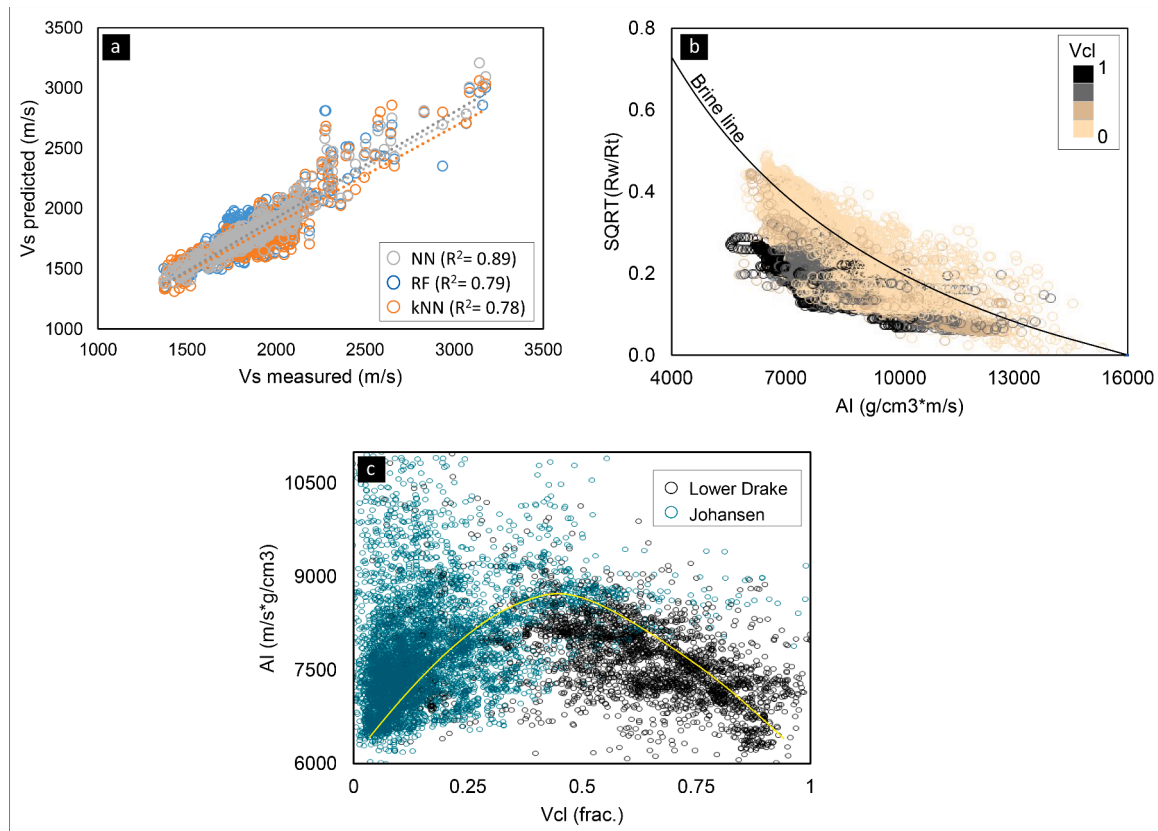 a
3500
3000
2500
2000
1500
1000
1000 1500 2000 2500 3000 3500
Vs predicted (m/s)
Vs measured (m/s)
NN (R²= 0.89)
RF (R²= 0.79)
kNN (R²= 0.78)
b
0.8
0.6
0.4
0.2
0.0
4000 7000 10000 13000 16000
SQRT(Rw/Rt)
AI (g/cm3*m/s)
Brine line
Vcl
1
0
c
10500
9000
7500
6000
0 0.25 0.5 0.75 1
AI (m/s*g/cm3)
Vcl (frac.)
Lower Drake
Johansen